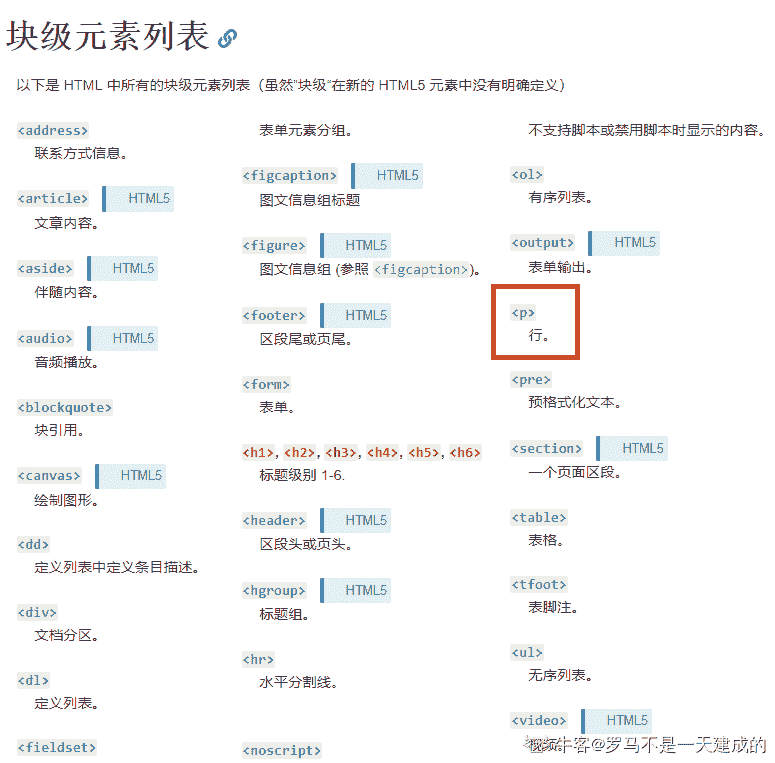 块级元素列表
以下是 HTML 中所有的块级元素列表（虽然"块级"在新的 HTML5 元素中没有明确定义）
<address>
联系方式信息。
<article> HTML5
文章内容。
<aside> HTML5
伴随内容。
<audio> HTML5
音频播放。
<blockquote>
块引用。
<canvas> HTML5
绘制图形。
<dd>
定义列表中定义条目描述。
<div>
文档分区。
<dl>
定义列表。
<fieldset>
表单元素分组。
<figcaption> HTML5
图文信息组标题
<figure> HTML5
图文信息组 (参照 <figcaption>)。
<footer> HTML5
区段尾或页尾。
<form>
表单。
<h1>, <h2>, <h3>, <h4>, <h5>, <h6>
标题级别 1-6.
<header> HTML5
区段头或页头。
<hgroup> HTML5
标题组。
<hr>
水平分割线。
<noscript>
不支持脚本或禁用脚本时显示的内容。
<ol>
有序列表。
<output> HTML5
表单输出。
<p>
行。
<pre>
预格式化文本。
<section> HTML5
一个页面区段。
<table>
表格。
<tfoot>
表脚注。
<ul>
无序列表。
<video> HTML5
牛客@罗马不是一天建成的